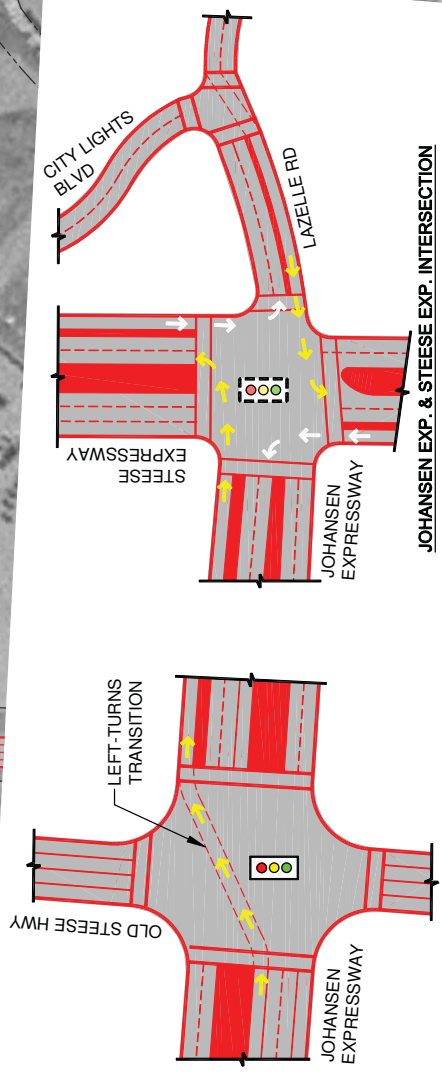 CITY LIGHTS
BLVD
LAZELLE RD
STEESE
EXPRESSWAY
JOHANSEN
EXPRESSWAY
JOHANSEN EXP. & STEESE EXP. INTERSECTION
LEFT-TURNS
TRANSITION
OLD STEESE HWY
JOHANSEN
EXPRESSWAY